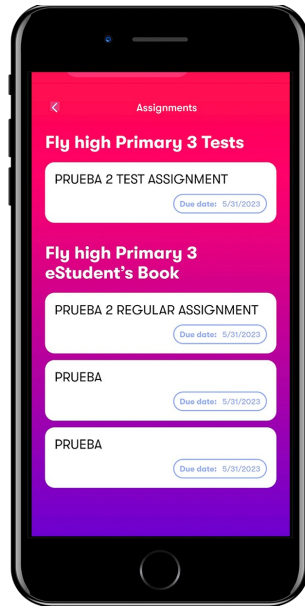 Assignments
Fly high Primary 3 Tests
PRUEBA 2 TEST ASSIGNMENT
Due date: 5/31/2023
Fly high Primary 3
eStudent's Book
PRUEBA 2 REGULAR ASSIGNMENT
Due date: 5/31/2023
PRUEBA
Due date: 5/31/2023
PRUEBA
Due date: 5/31/2023